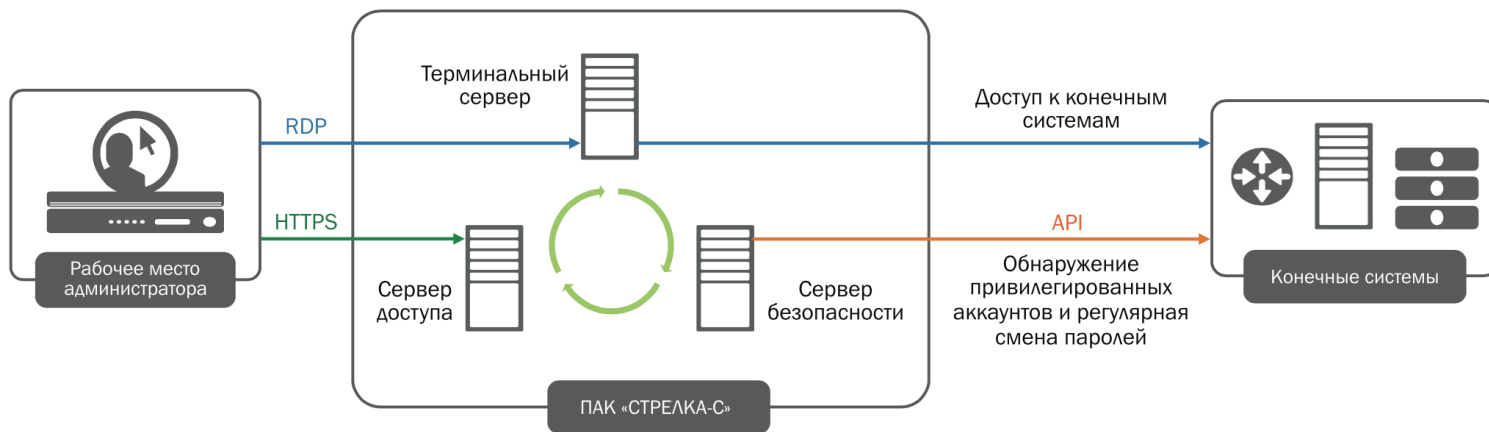 Рабочее место
администратора
RDP
HTTPS
Терминальный
сервер
Сервер
доступа
Сервер
безопасности
ПАК «СТРЕЛКА-С»
Доступ к конечным
системам
API
Обнаружение
привилегированных
аккаунтов и регулярная
смена паролей
Конечные системы